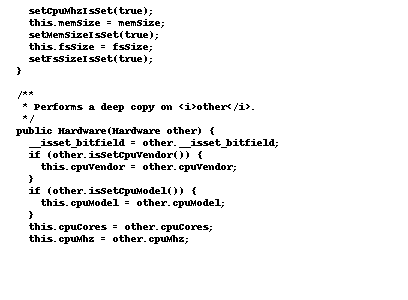 setCpuMhzIsSet(true);
this.memSize = memSize;
setMemSizeIsSet(true);
this.fsSize = fsSize;
setFsSizeIsSet(true);
}
/**
* Performs a deep copy on <i>other</i>.
*/
public Hardware(Hardware other) {
__isset_bitfield = other.__isset_bitfield;
if (other.isSetCpuVendor()) {
this.cpuVendor = other.cpuVendor;
}
if (other.isSetCpuModel()) {
this.cpuModel = other.cpuModel;
}
this.cpuCores = other.cpuCores;
this.cpuMhz = other.cpuMhz;